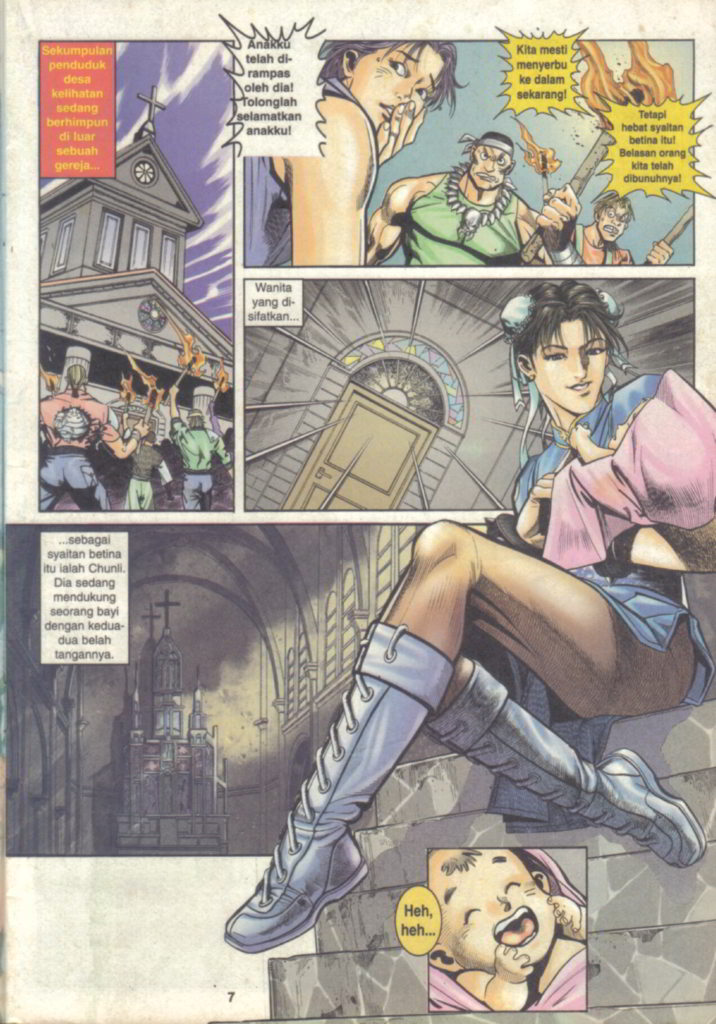 Sekumpulan
penduduk
desa
kelihatan
sedang
berhimpun
di luar
sebuah
gereja...
Anakku
telah di-
rampas
oleh dia!
Tolonglah
selamatkan
anakku!
Kita mesti
menyerbu
ke dalam
sekarang!
Tetapi
hebat syaitan
betina itu!
Belasan orang
kita telah
dibunuhnya!
Wanita
yang di-
sifatkan...
...sebagai
syaitan betina
itu ialah Chunli.
Dia sedang
mendukung
seorang bayi
dengan kedua-
dua belah
tangannya.
Heh,
heh...
7